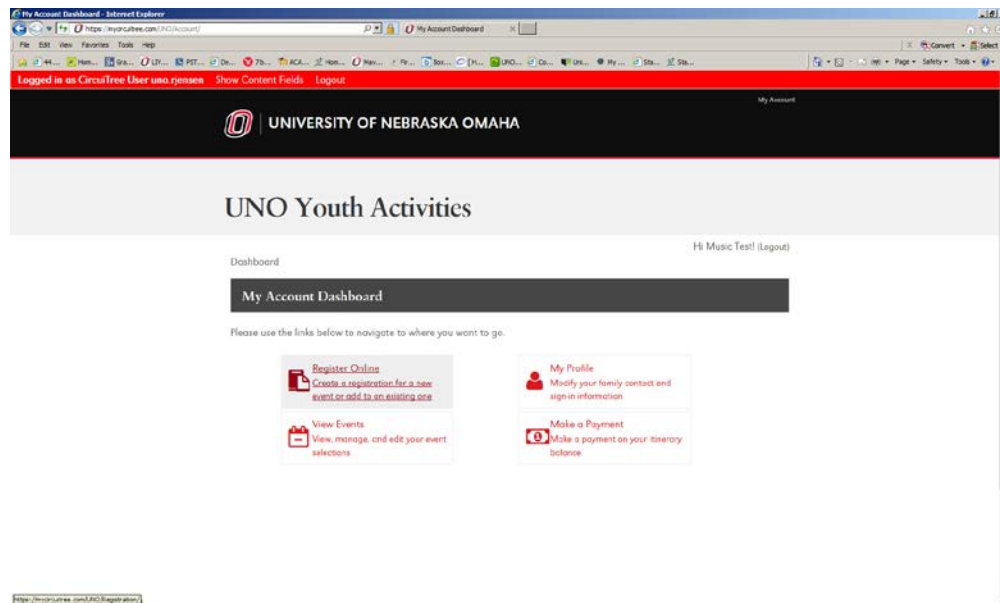 My Account Dashboard - Internet Explorer
https://mycircuitree.com/UNO/Account/
My Account Dashboard
File Edit View Favorites Tools Help
Convert Select
Page Safety Tools
Logged in as CircuiTree User uno.rjensen Show Content Fields Logout
My Account
UNIVERSITY OF NEBRASKA OMAHA
UNO Youth Activities
Hi Music Test! (Logout)
Dashboard
My Account Dashboard
Please use the links below to navigate to where you want to go.
Register Online
Create a registration for a new
event or add to an existing one
My Profile
Modify your family contact and
sign-in information
View Events
View, manage, and edit your event
selections
Make a Payment
Make a payment on your itinerary
balance
https://mycircuitree.com/UNO/Registration/